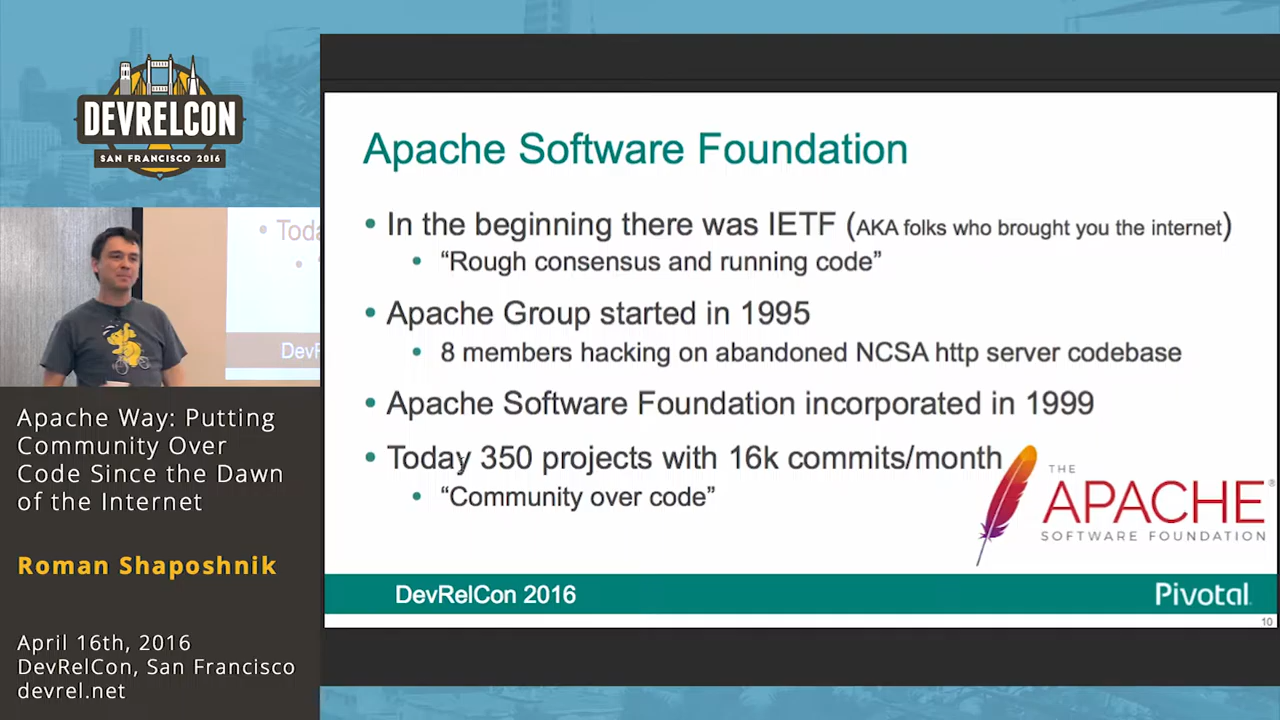 DEVRELCON
SAN FRANCISCO 2016
Apache Way: Putting
Community Over
Code Since the Dawn
of the Internet
Roman Shaposhnik
April 16th, 2016
DevRelCon, San Francisco
devrel.net
Apache Software Foundation
• In the beginning there was IETF (AKA folks who brought you the internet)
• “Rough consensus and running code”
• Apache Group started in 1995
• 8 members hacking on abandoned NCSA http server codebase
• Apache Software Foundation incorporated in 1999
• Today 350 projects with 16k commits/month
• “Community over code”
THE
APACHE®
SOFTWARE FOUNDATION
DevRelCon 2016
Pivotal
10